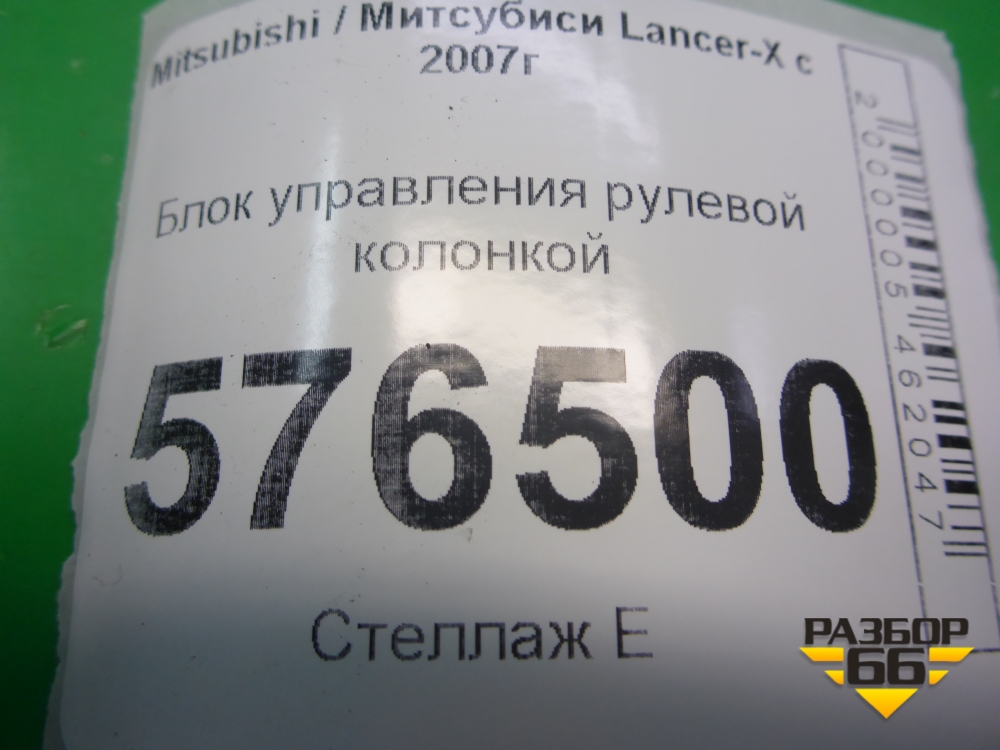 Mitsubishi / Митсубиси Lancer-X с
2007г
Блок управления рулевой
колонкой
576500
Стеллаж Е
2000005462047
РАЗБОР
66